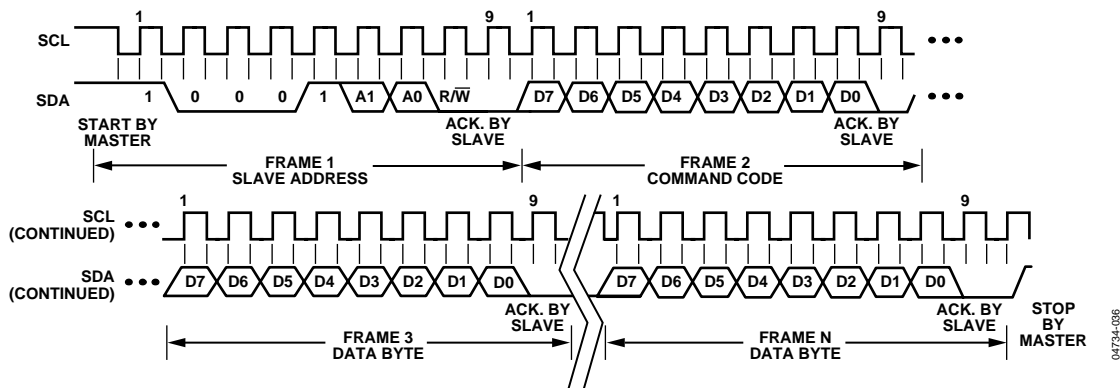 1 9 1 9
SCL
SDA 1 0 0 0 1 A1 A0 R/W̅ D7 D6 D5 D4 D3 D2 D1 D0
START BY MASTER
ACK. BY SLAVE
ACK. BY SLAVE
FRAME 1
SLAVE ADDRESS
FRAME 2
COMMAND CODE
1 9 1 9
SCL
(CONTINUED)
SDA
(CONTINUED)
D7 D6 D5 D4 D3 D2 D1 D0 D7 D6 D5 D4 D3 D2 D1 D0
ACK. BY SLAVE
ACK. BY SLAVE
STOP BY MASTER
FRAME 3
DATA BYTE
FRAME N
DATA BYTE
04734-036